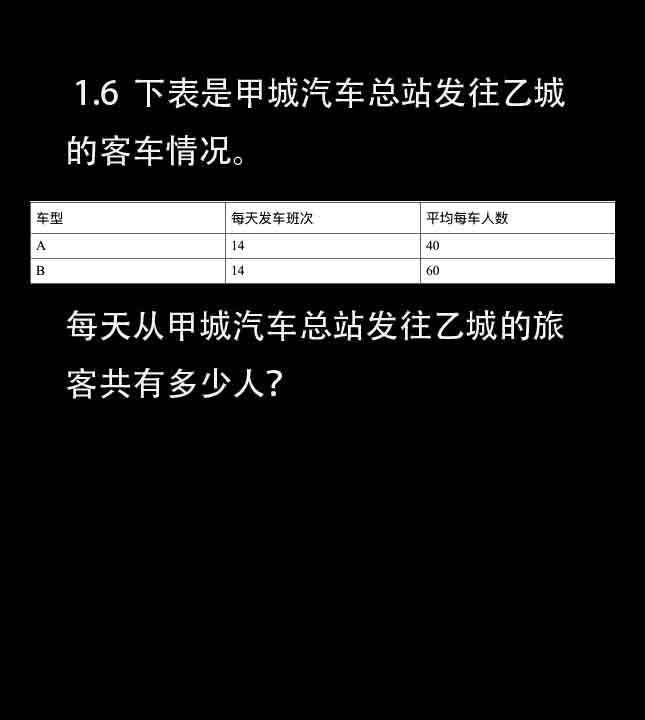 1.6 下表是甲城汽车总站发往乙城
的客车情况。
车型 每天发车班次 平均每车人数
A 14 40
B 14 60
每天从甲城汽车总站发往乙城的旅
客共有多少人?